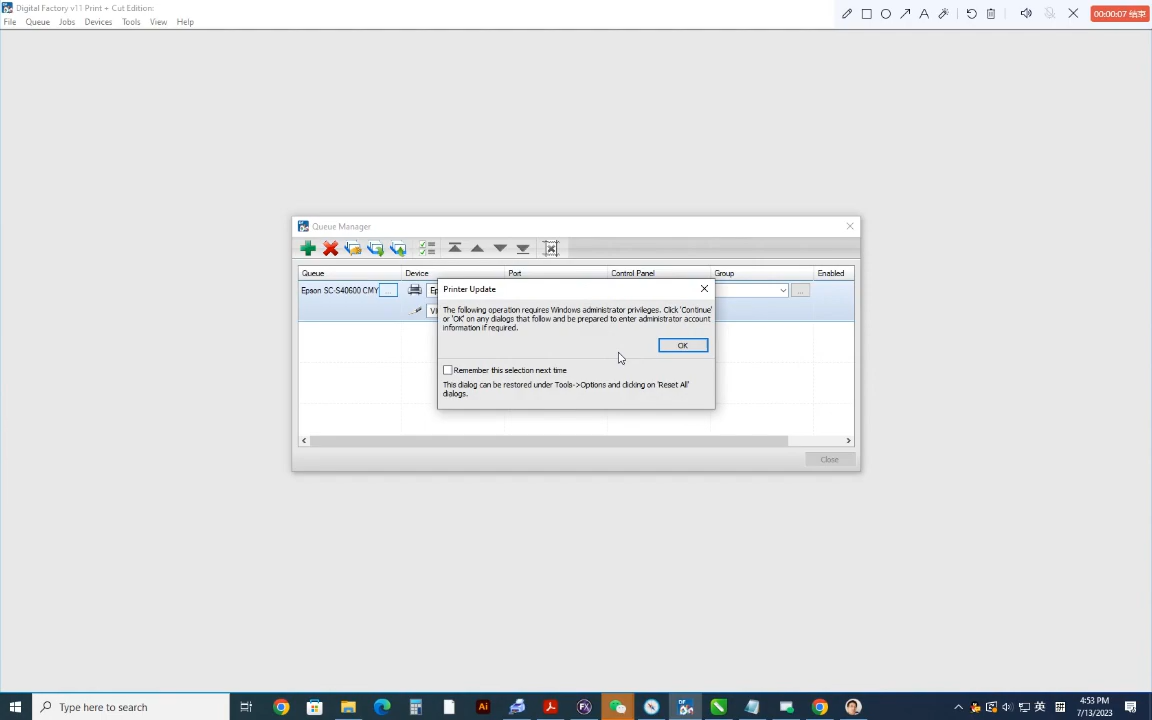 Digital Factory v11 Print + Cut Edition:
00:00:07 结束
File Queue Jobs Devices Tools View Help
Queue Manager
Queue Device Port Control Panel Group Enabled
Epson SC-S40600 CMY ...
Printer Update
The following operation requires Windows administrator privileges. Click 'Continue'
or 'OK' on any dialogs that follow and be prepared to enter administrator account
information if required.
OK
Remember this selection next time
This dialog can be restored under Tools->Options and clicking on 'Reset All'
dialogs.
Close
Type here to search
英
4:53 PM
7/13/2023